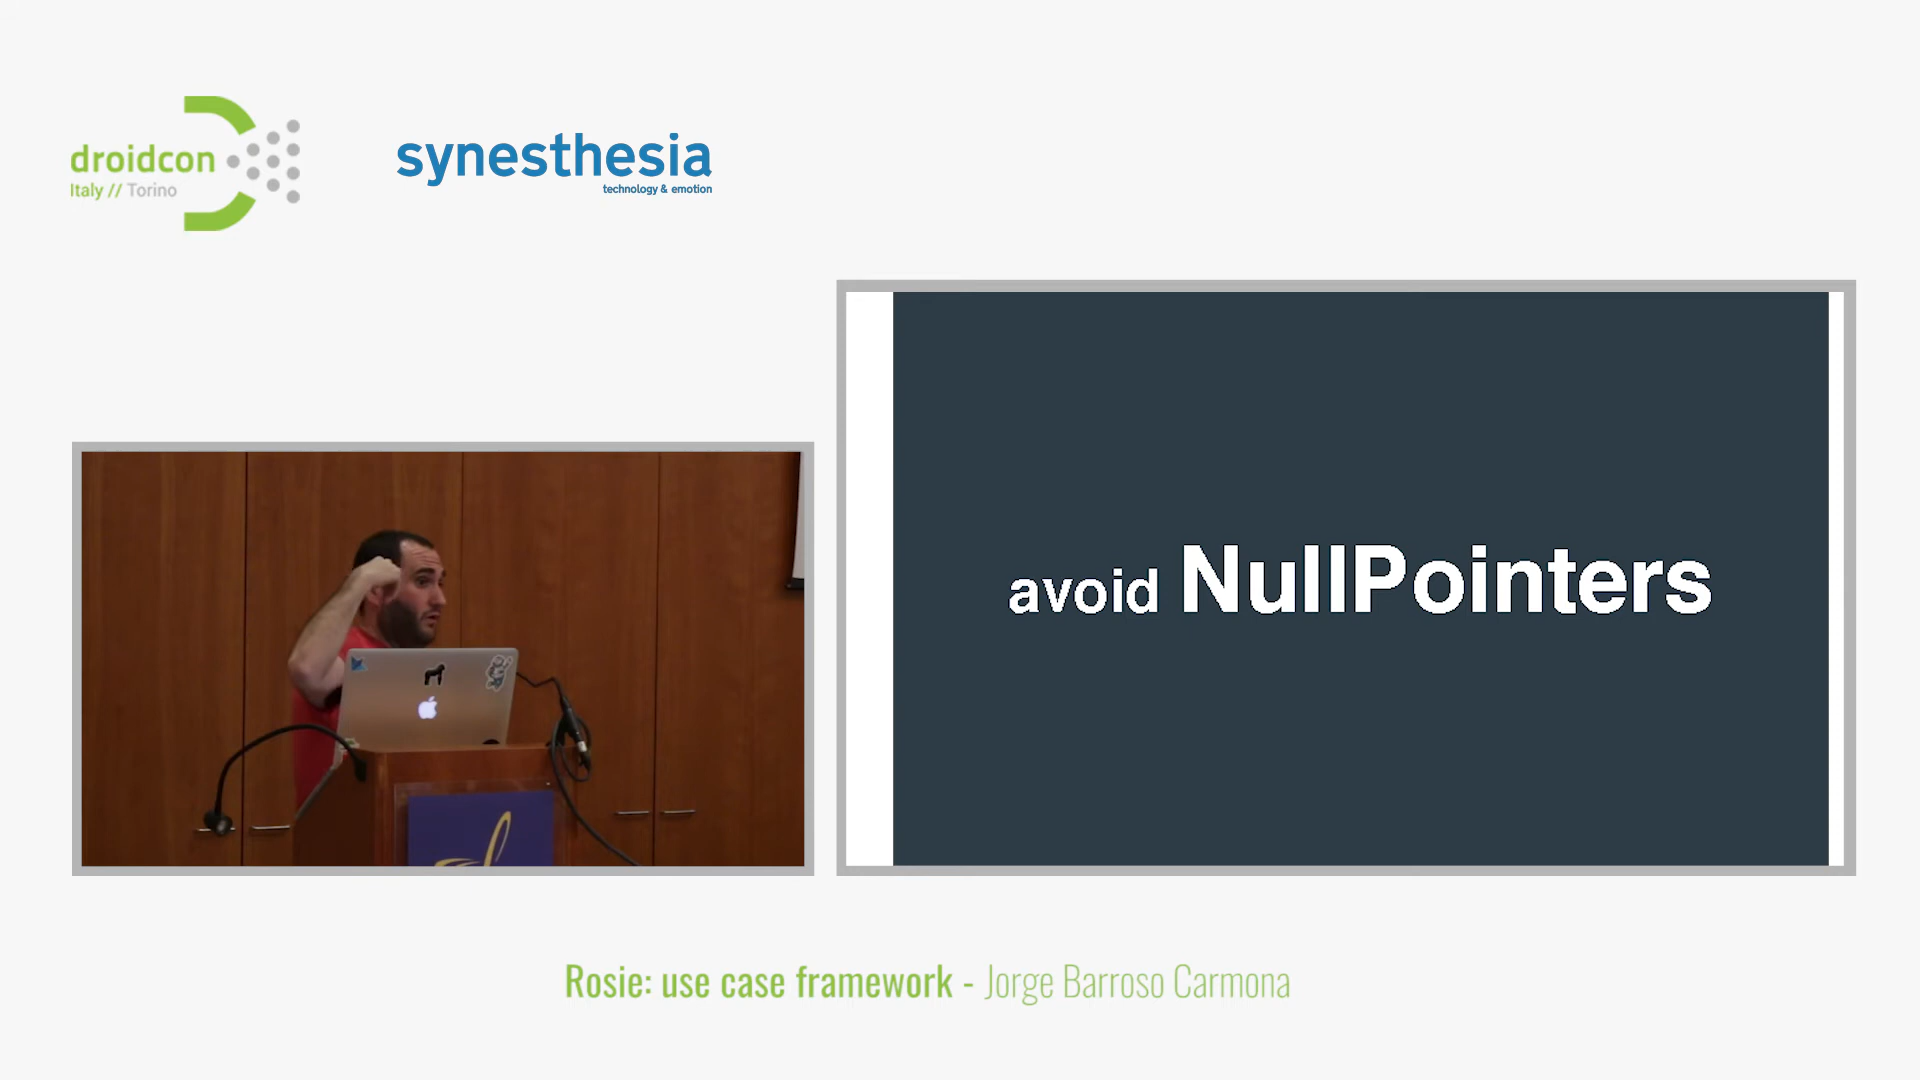 droidcon
Italy // Torino
synesthesia
technology & emotion
avoid NullPointers
Rosie: use case framework - Jorge Barroso Carmona